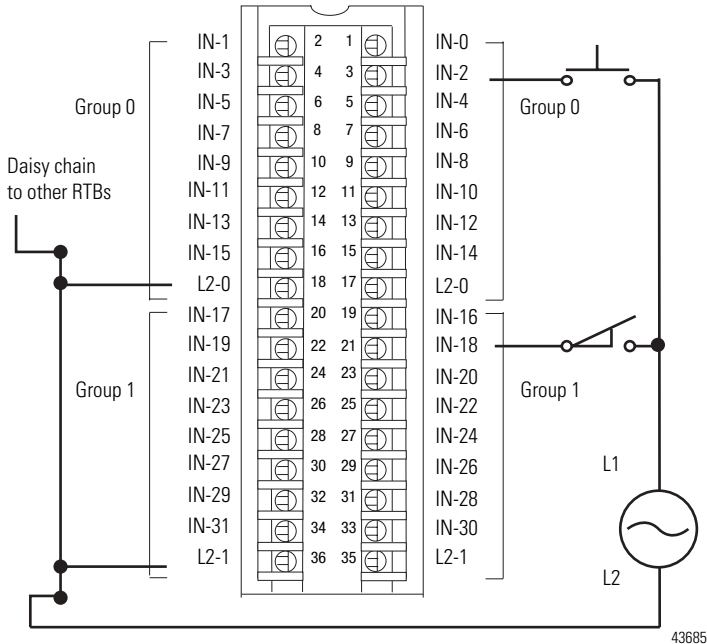 IN-1 2 1 IN-0
IN-3 4 3 IN-2
IN-5 6 5 IN-4
Group 0 Group 0
IN-7 8 7 IN-6
IN-9 10 9 IN-8
Daisy chain
to other RTBs
IN-11 12 11 IN-10
IN-13 14 13 IN-12
IN-15 16 15 IN-14
L2-0 18 17 L2-0
IN-17 20 19 IN-16
IN-19 22 21 IN-18
IN-21 24 23 IN-20
Group 1 Group 1
IN-23 26 25 IN-22
IN-25 28 27 IN-24
IN-27 30 29 IN-26
L1
IN-29 32 31 IN-28
IN-31 34 33 IN-30
L2-1 36 35 L2-1
L2
43685